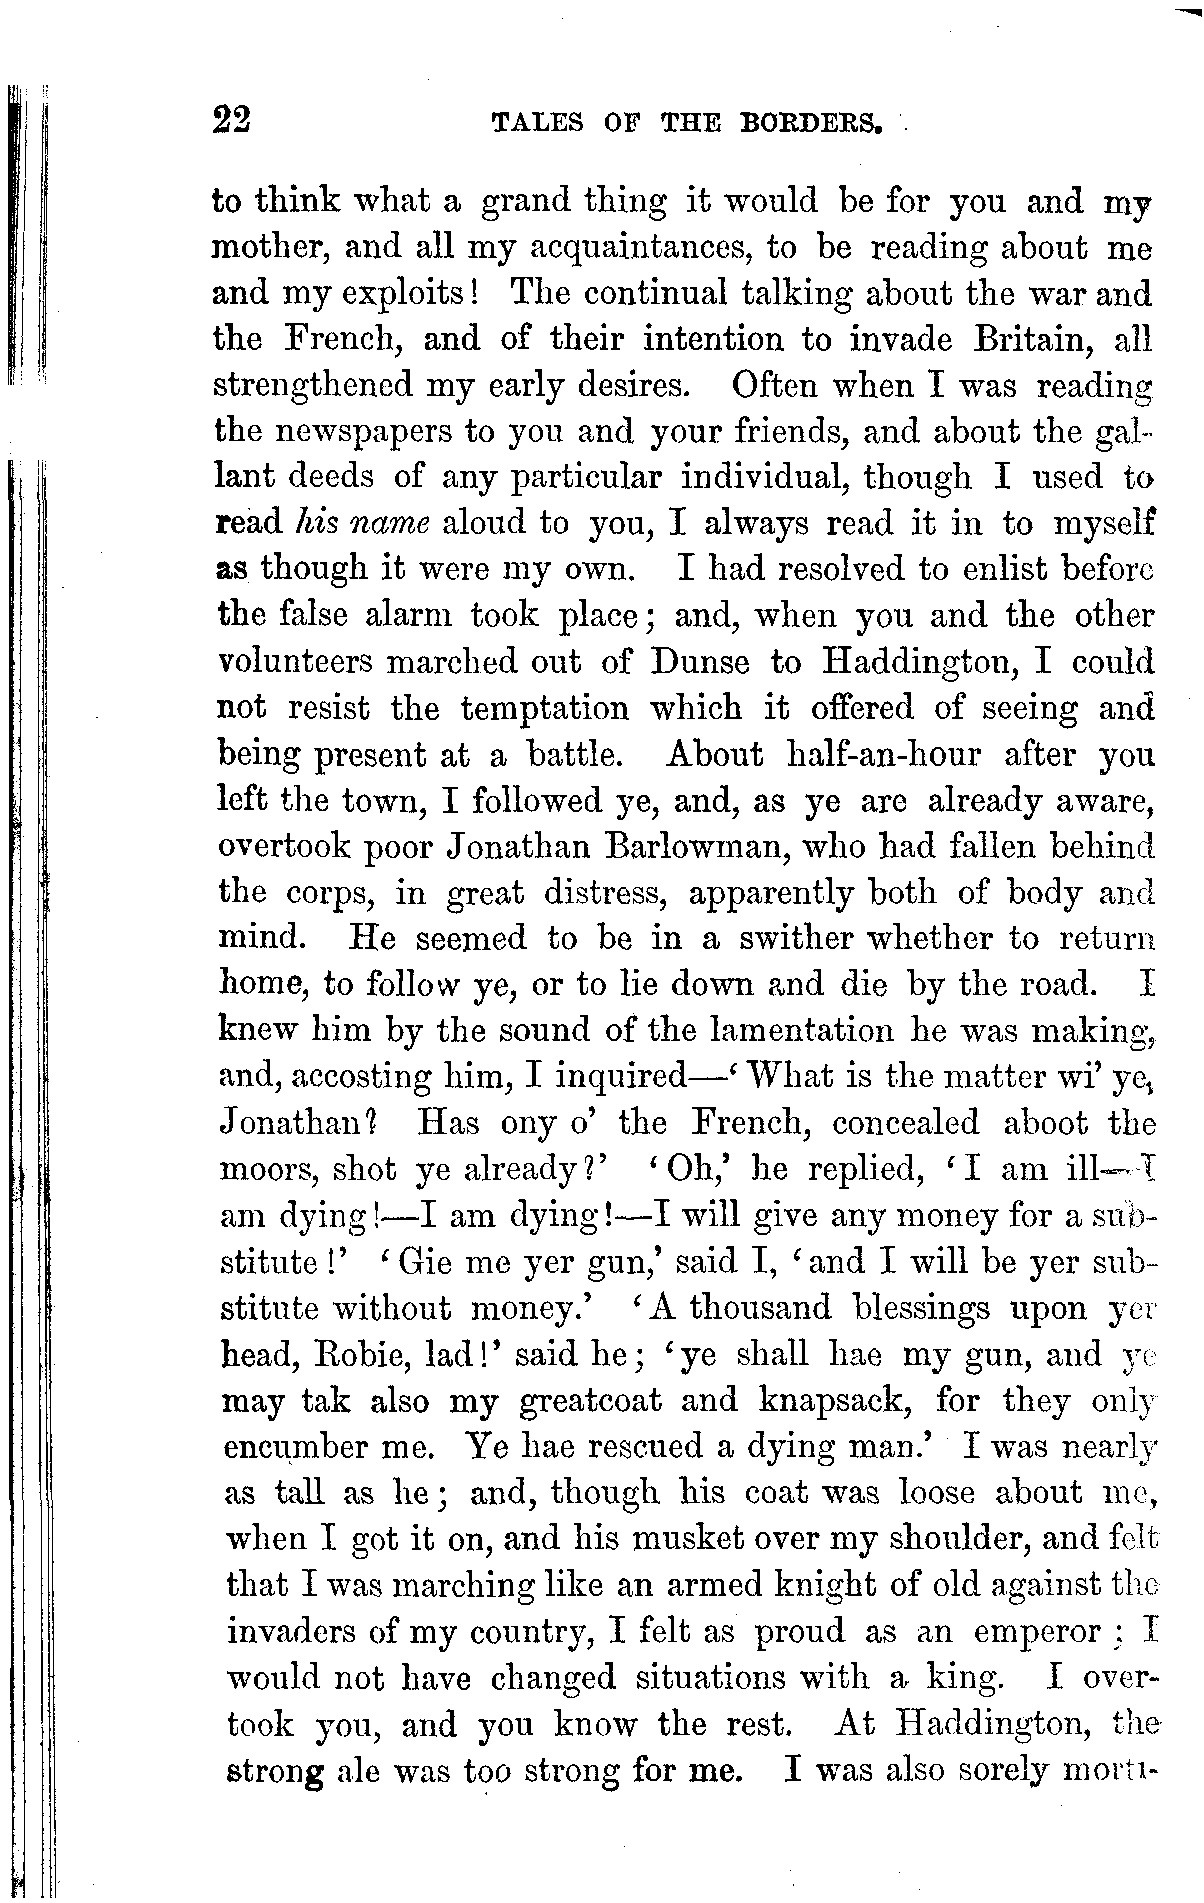 22 TALES OF THE BORDERS.
to think what a grand thing it would be for you and my
mother, and all my acquaintances, to be reading about me
and my exploits! The continual talking about the war and
the French, and of their intention to invade Britain, all
strengthened my early desires. Often when I was reading
the newspapers to you and your friends, and about the gal-
lant deeds of any particular individual, though I used to
read his name aloud to you, I always read it in to myself
as though it were my own. I had resolved to enlist before
the false alarm took place; and, when you and the other
volunteers marched out of Dunse to Haddington, I could
not resist the temptation which it offered of seeing and
being present at a battle. About half-an-hour after you
left the town, I followed ye, and, as ye are already aware,
overtook poor Jonathan Barlowman, who had fallen behind
the corps, in great distress, apparently both of body and
mind. He seemed to be in a swither whether to return
home, to follow ye, or to lie down and die by the road. I
knew him by the sound of the lamentation he was making,
and, accosting him, I inquired—‘What is the matter wi’ ye,
Jonathan? Has ony o’ the French, concealed aboot the
moors, shot ye already?’ ‘Oh,’ he replied, ‘I am ill—I
am dying!—I am dying!—I will give any money for a sub-
stitute!’ ‘Gie me yer gun,’ said I, ‘and I will be yer sub-
stitute without money.’ ‘A thousand blessings upon yer
head, Robie, lad!’ said he; ‘ye shall hae my gun, and ye
may tak also my greatcoat and knapsack, for they only
encumber me. Ye hae rescued a dying man.’ I was nearly
as tall as he; and, though his coat was loose about me,
when I got it on, and his musket over my shoulder, and felt
that I was marching like an armed knight of old against the
invaders of my country, I felt as proud as an emperor; I
would not have changed situations with a king. I over-
took you, and you know the rest. At Haddington, the
strong ale was too strong for me. I was also sorely morti-